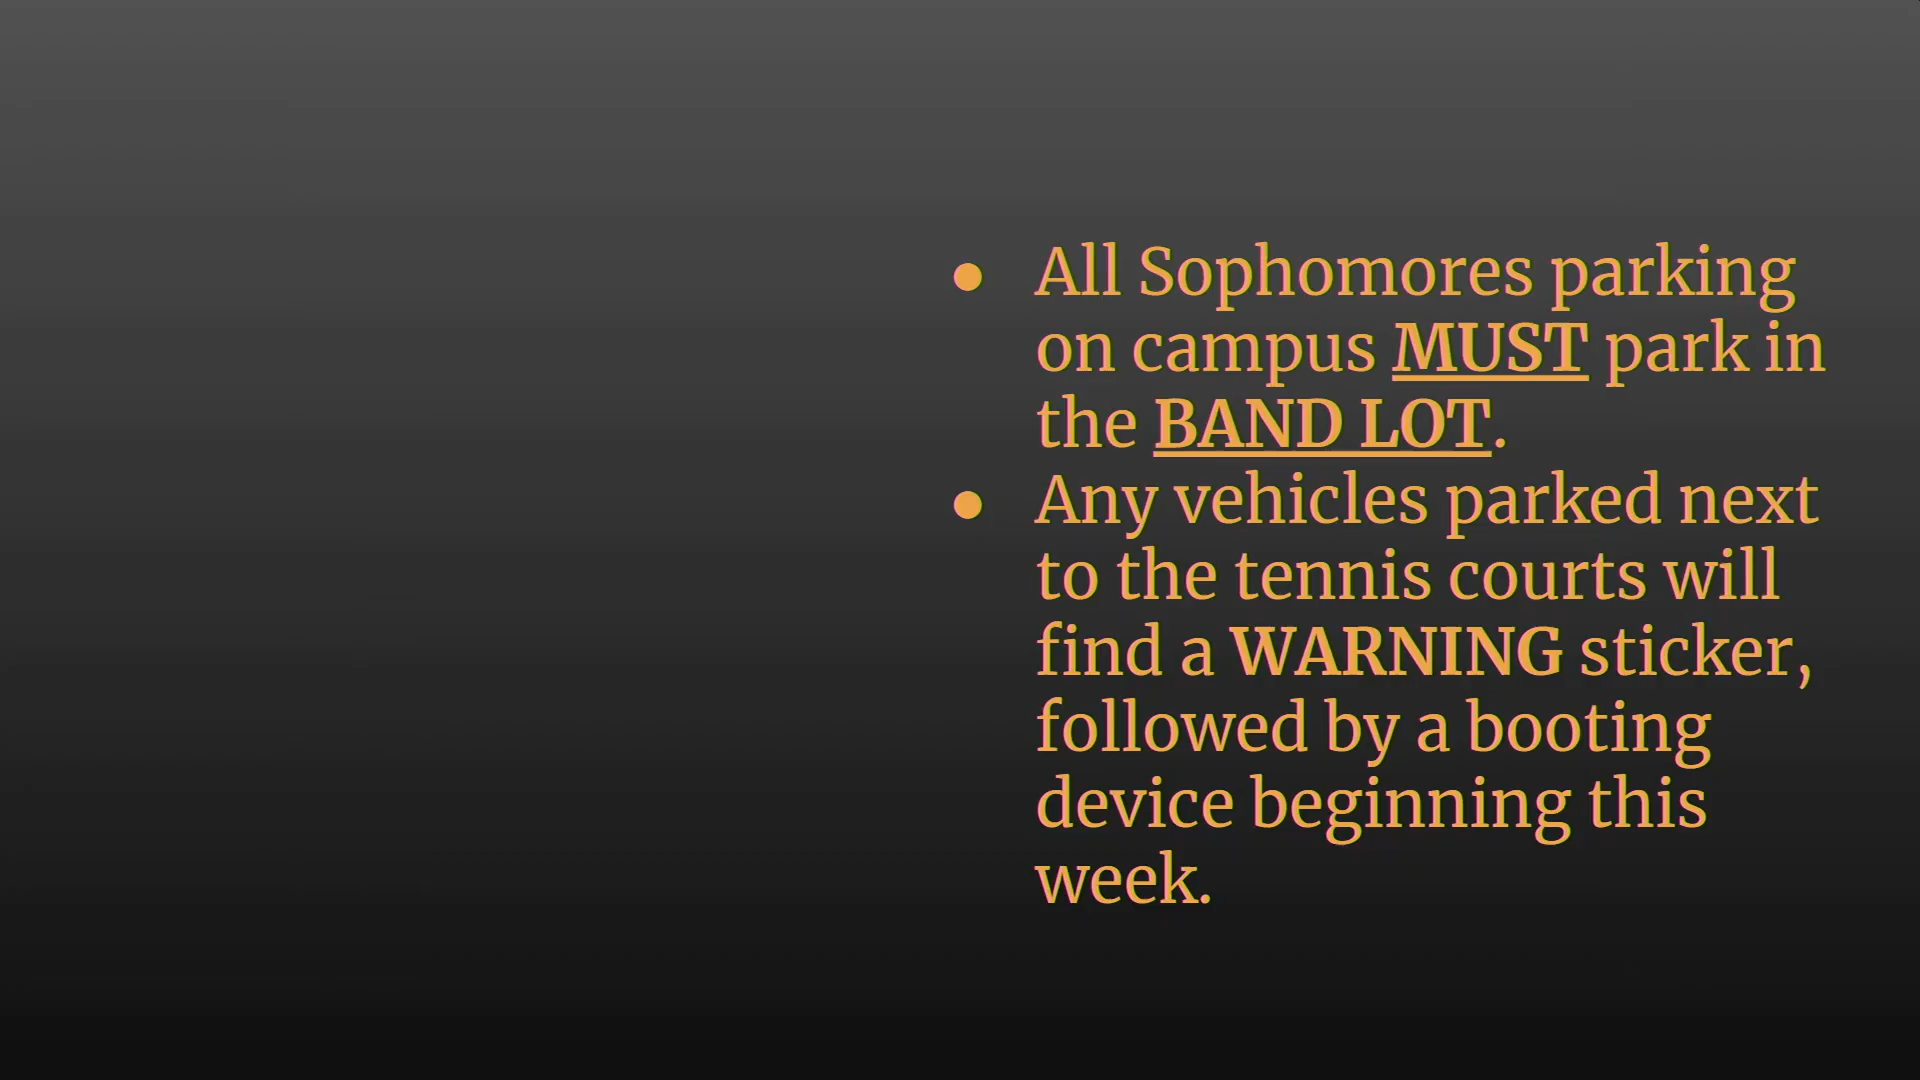 ● All Sophomores parking
on campus MUST park in
the BAND LOT.
● Any vehicles parked next
to the tennis courts will
find a WARNING sticker,
followed by a booting
device beginning this
week.